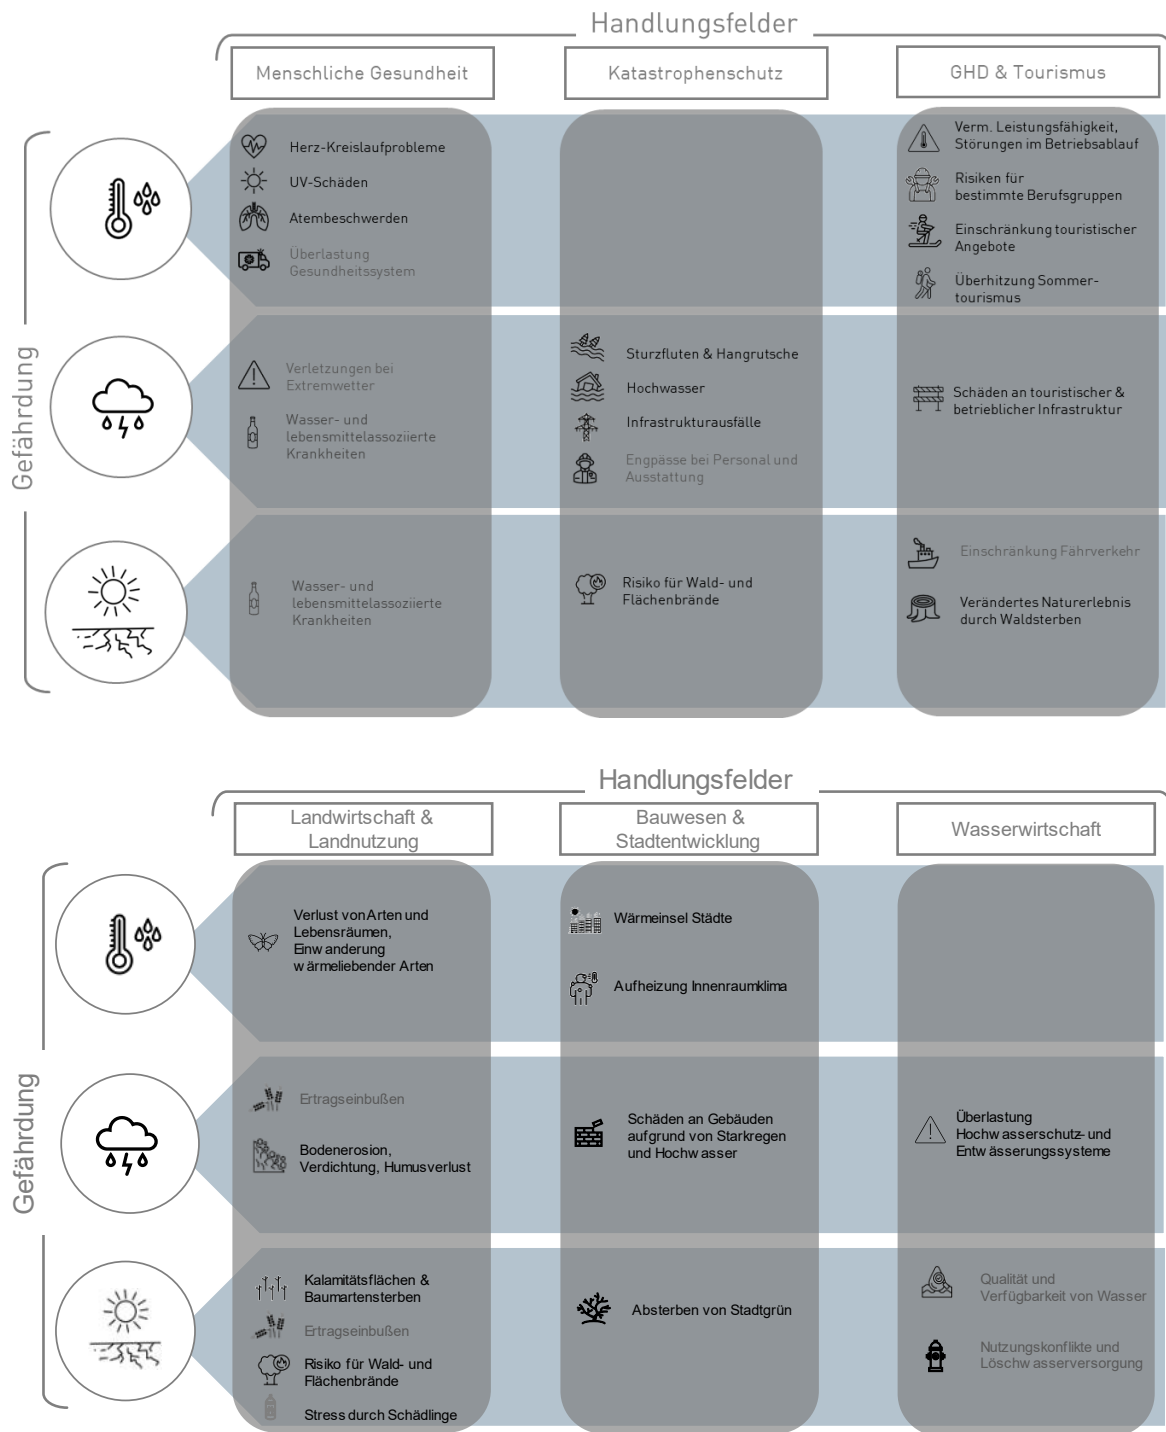 Handlungsfelder
Menschliche Gesundheit
Katastrophenschutz
GHD & Tourismus
Gefährdung
Herz-Kreislaufprobleme
UV-Schäden
Atembeschwerden
Überlastung
Gesundheitssystem
Verm. Leistungsfähigkeit,
Störungen im Betriebsablauf
Risiken für
bestimmte Berufsgruppen
Einschränkung touristischer
Angebote
Überhitzung Sommer-
tourismus
Verletzungen bei
Extremwetter
Wasser- und
lebensmittelassoziierte
Krankheiten
Sturzfluten & Hangrutsche
Hochwasser
Infrastrukturausfälle
Engpässe bei Personal und
Ausstattung
Schäden an touristischer &
betrieblicher Infrastruktur
Wasser- und
lebensmittelassoziierte
Krankheiten
Risiko für Wald- und
Flächenbrände
Einschränkung Fährverkehr
Verändertes Naturerlebnis
durch Waldsterben
Handlungsfelder
Landwirtschaft &
Landnutzung
Bauwesen &
Stadtentwicklung
Wasserwirtschaft
Gefährdung
Verlust von Arten und
Lebensräumen,
Einwanderung
wärmeliebender Arten
Wärmeinsel Städte
Aufheizung Innenraumklima
Ertragseinbußen
Bodenerosion,
Verdichtung, Humusverlust
Schäden an Gebäuden
aufgrund von Starkregen
und Hochwasser
Überlastung
Hochwasserschutz- und
Entwässerungssysteme
Kalamitätsflächen &
Baumartensterben
Ertragseinbußen
Risiko für Wald- und
Flächenbrände
Stress durch Schädlinge
Absterben von Stadtgrün
Qualität und
Verfügbarkeit von Wasser
Nutzungskonflikte und
Löschwasserversorgung